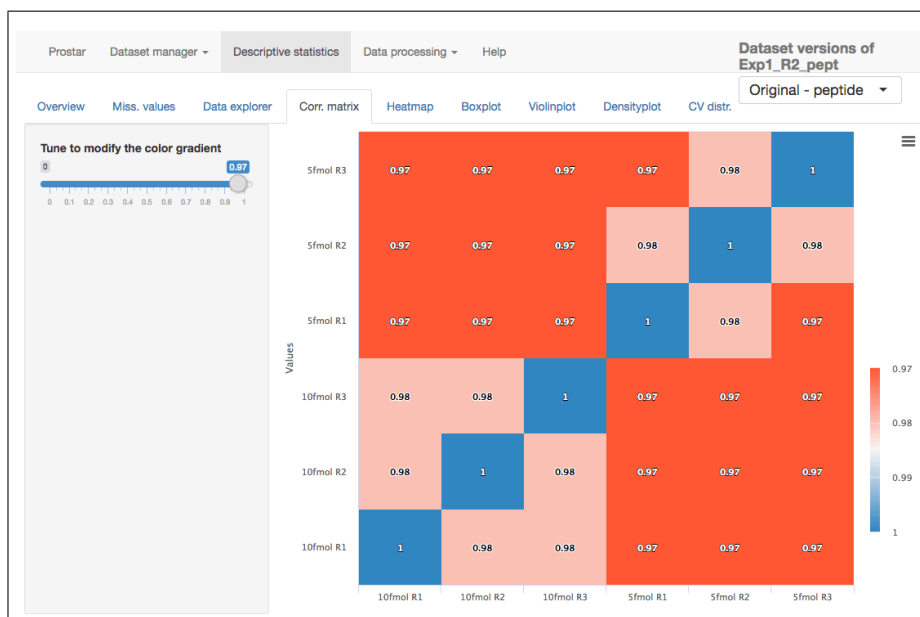 Prostar Dataset manager Descriptive statistics Data processing Help
Dataset versions of
Exp1_R2_pept
Original - peptide
Overview Miss. values Data explorer Corr. matrix Heatmap Boxplot Violinplot Densityplot CV distr.
Tune to modify the color gradient
0 0.97
0 0.1 0.2 0.3 0.4 0.5 0.6 0.7 0.8 0.9 1
Values
5fmol R3 0.97 0.97 0.97 0.97 0.98 1
5fmol R2 0.97 0.97 0.97 0.98 1 0.98
5fmol R1 0.97 0.97 0.97 1 0.98 0.97
10fmol R3 0.98 0.98 1 0.97 0.97 0.97
10fmol R2 0.98 1 0.98 0.97 0.97 0.97
10fmol R1 1 0.98 0.98 0.97 0.97 0.97
10fmol R1 10fmol R2 10fmol R3 5fmol R1 5fmol R2 5fmol R3
0.97
0.98
0.99
1